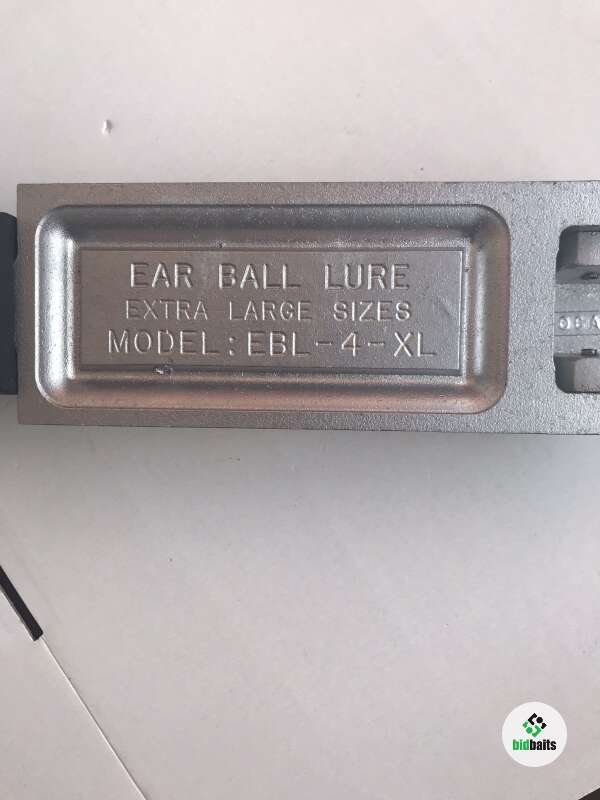 EAR BALL LURE
EXTRA LARGE SIZES
MODEL:EBL-4-XL
bidbaits